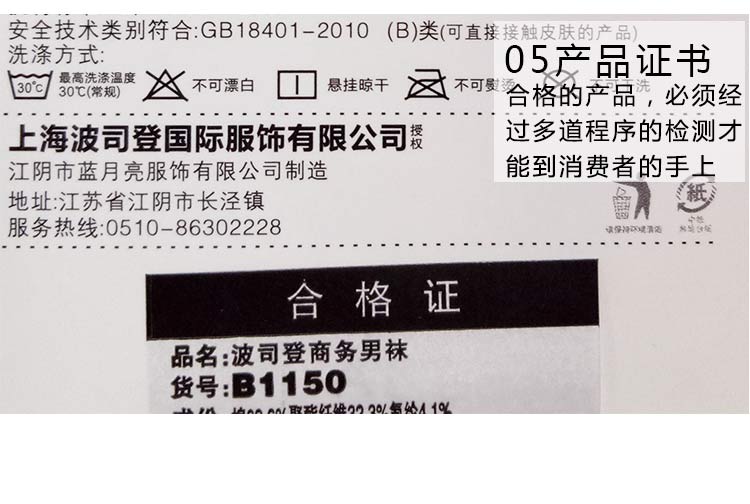 安全技术类别符合:GB18401-2010 (B)类(可直接接触皮肤的产品)
洗涤方式:
30℃ 最高洗涤温度 30℃(常规) 不可漂白 悬挂晾干 不可熨烫 不可干洗
05产品证书
合格的产品，必须经
过多道程序的检测才
能到消费者的手上
上海波司登国际服饰有限公司授权
江阴市蓝月亮服饰有限公司制造
地址:江苏省江阴市长泾镇
服务热线:0510-86302228
紙
合格证
品名:波司登商务男袜
货号:B1150